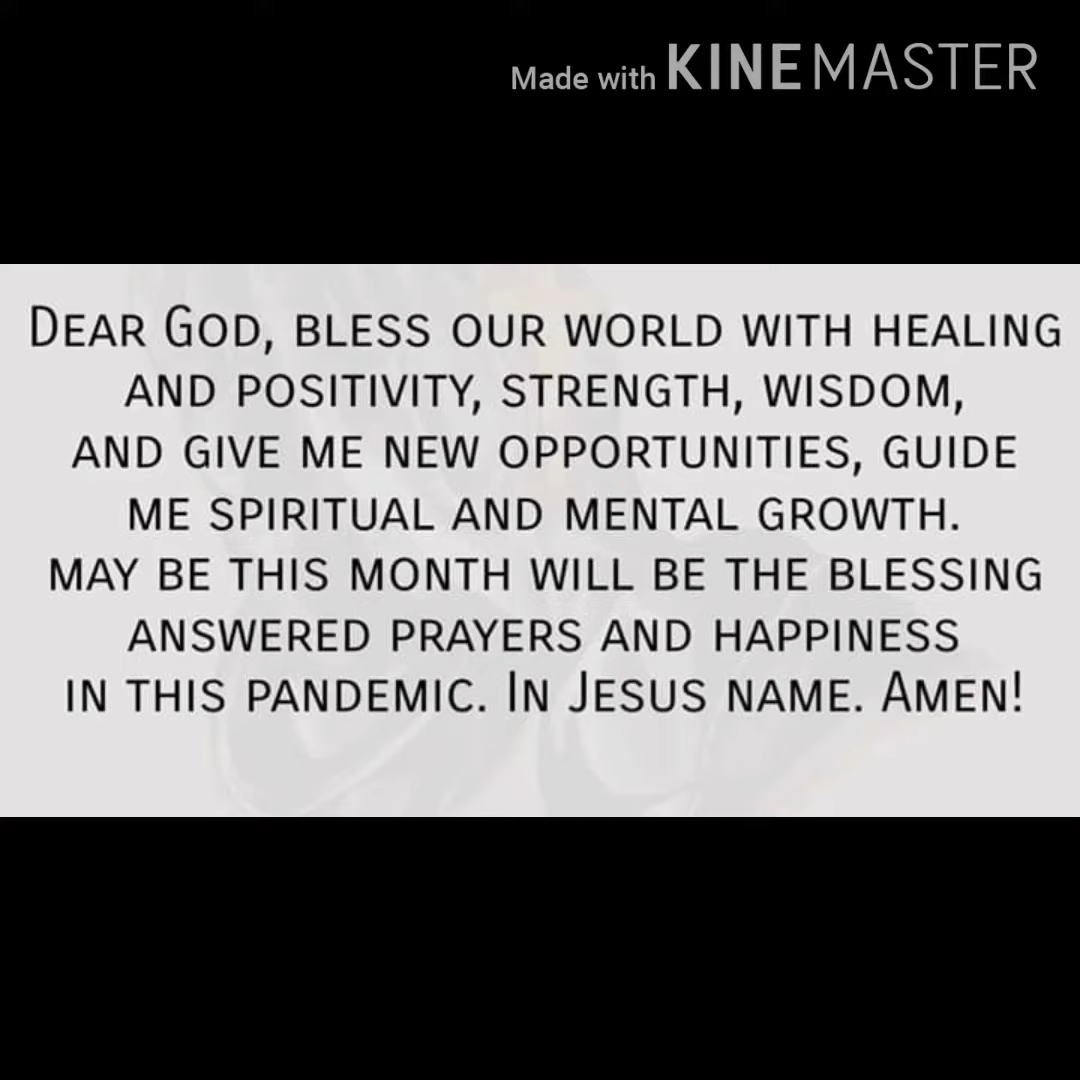 Made with KINEMASTER
DEAR GOD, BLESS OUR WORLD WITH HEALING
AND POSITIVITY, STRENGTH, WISDOM,
AND GIVE ME NEW OPPORTUNITIES, GUIDE
ME SPIRITUAL AND MENTAL GROWTH.
MAY BE THIS MONTH WILL BE THE BLESSING
ANSWERED PRAYERS AND HAPPINESS
IN THIS PANDEMIC. IN JESUS NAME. AMEN!